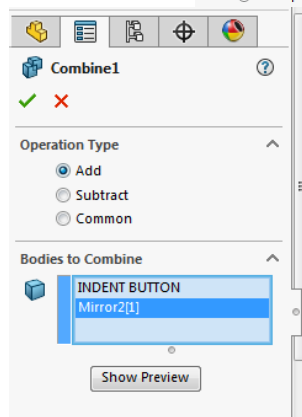 Combine1
?
Operation Type
Add
Subtract
Common
Bodies to Combine
INDENT BUTTON
Mirror2[1]
Show Preview